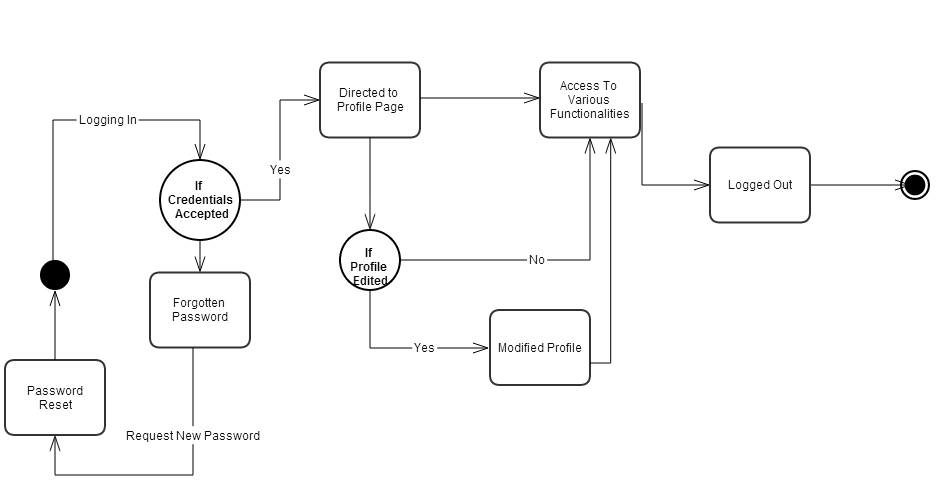 Logging In
If
Credentials
Accepted
Yes
Directed to
Profile Page
Access To
Various
Functionalities
Logged Out
If
Profile
Edited
No
Yes
Modified Profile
Forgotten
Password
Request New Password
Password
Reset